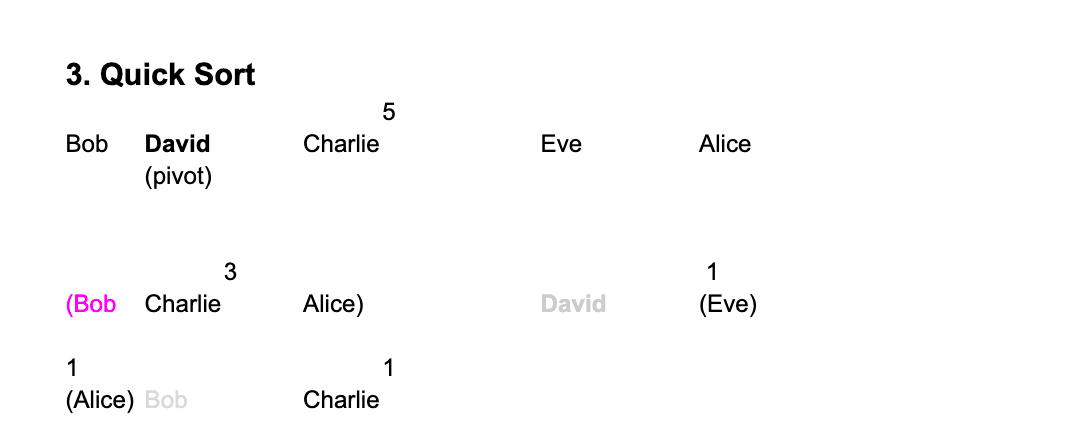 3. Quick Sort
5
Bob David Charlie Eve Alice
(pivot)
3 1
(Bob Charlie Alice) David (Eve)
1 1
(Alice) Bob Charlie